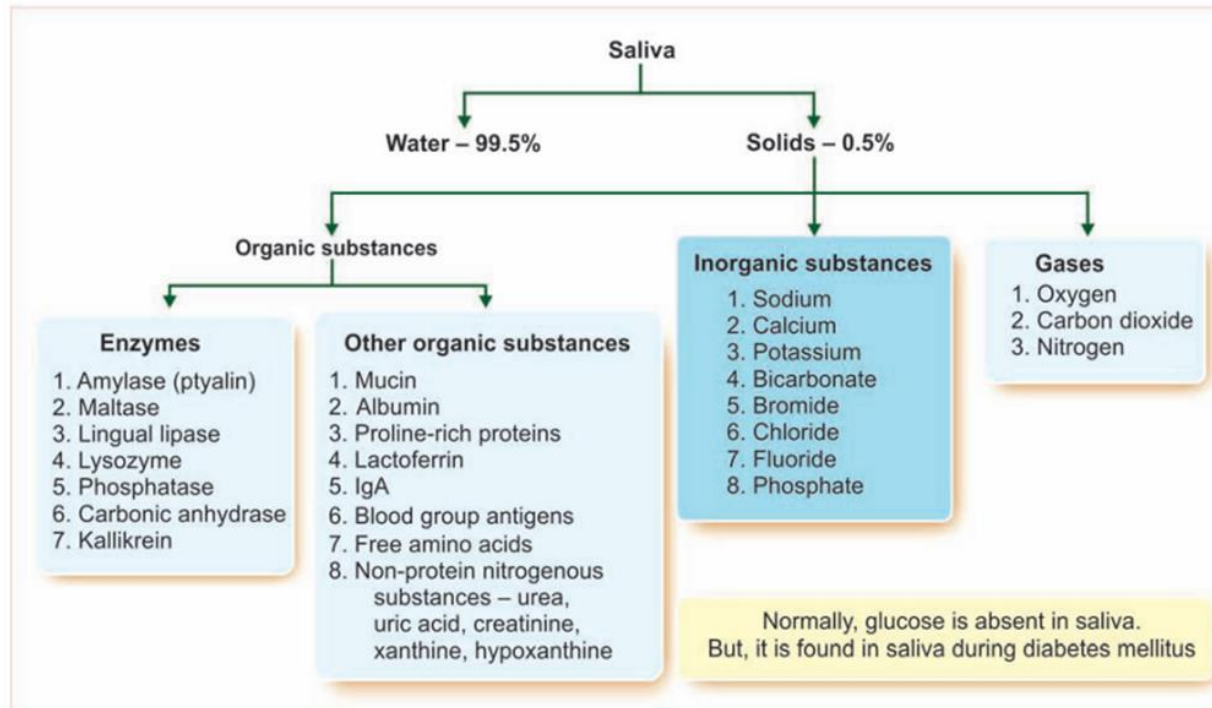 Saliva
Water – 99.5%
Solids – 0.5%
Organic substances
Enzymes
1. Amylase (ptyalin)
2. Maltase
3. Lingual lipase
4. Lysozyme
5. Phosphatase
6. Carbonic anhydrase
7. Kallikrein
Other organic substances
1. Mucin
2. Albumin
3. Proline-rich proteins
4. Lactoferrin
5. IgA
6. Blood group antigens
7. Free amino acids
8. Non-protein nitrogenous
substances – urea,
uric acid, creatinine,
xanthine, hypoxanthine
Inorganic substances
1. Sodium
2. Calcium
3. Potassium
4. Bicarbonate
5. Bromide
6. Chloride
7. Fluoride
8. Phosphate
Gases
1. Oxygen
2. Carbon dioxide
3. Nitrogen
Normally, glucose is absent in saliva.
But, it is found in saliva during diabetes mellitus